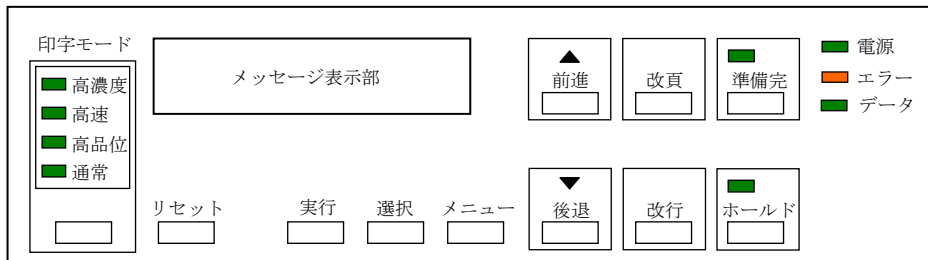 印字モード
高濃度
高速
高品位
通常
メッセージ表示部
前進
改頁
準備完
電源
エラー
データ
リセット
実行
選択
メニュー
後退
改行
ホールド